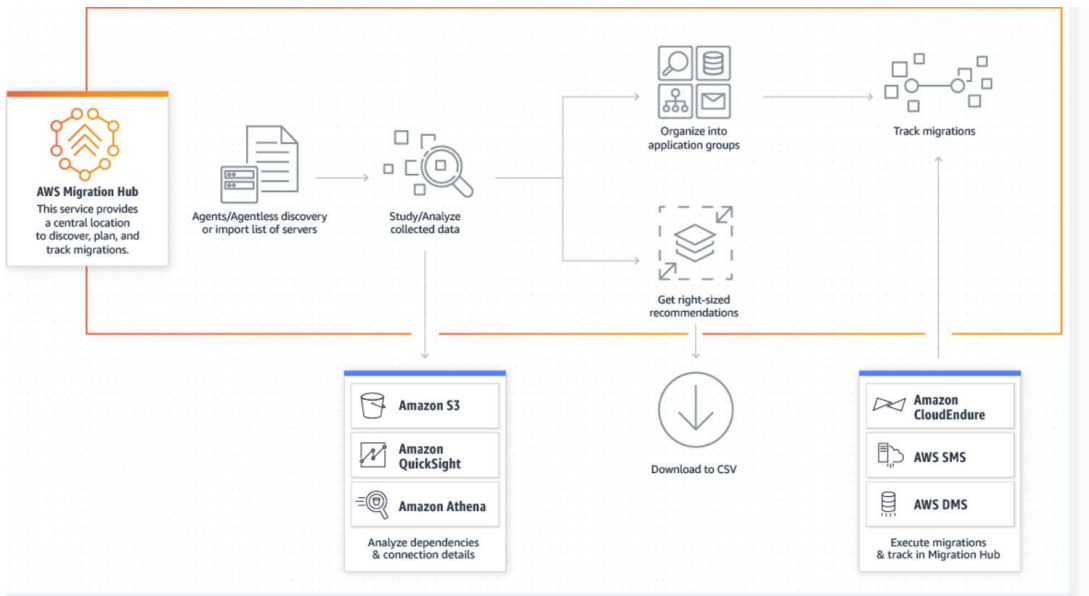 AWS Migration Hub
This service provides
a central location
to discover, plan, and
track migrations.
Agents/Agentless discovery
or import list of servers
Study/Analyze
collected data
Organize into
application groups
Track migrations
Get right-sized
recommendations
Amazon S3
Amazon
QuickSight
Amazon Athena
Analyze dependencies
& connection details
Download to CSV
Amazon
CloudEndure
AWS SMS
AWS DMS
Execute migrations
& track in Migration Hub